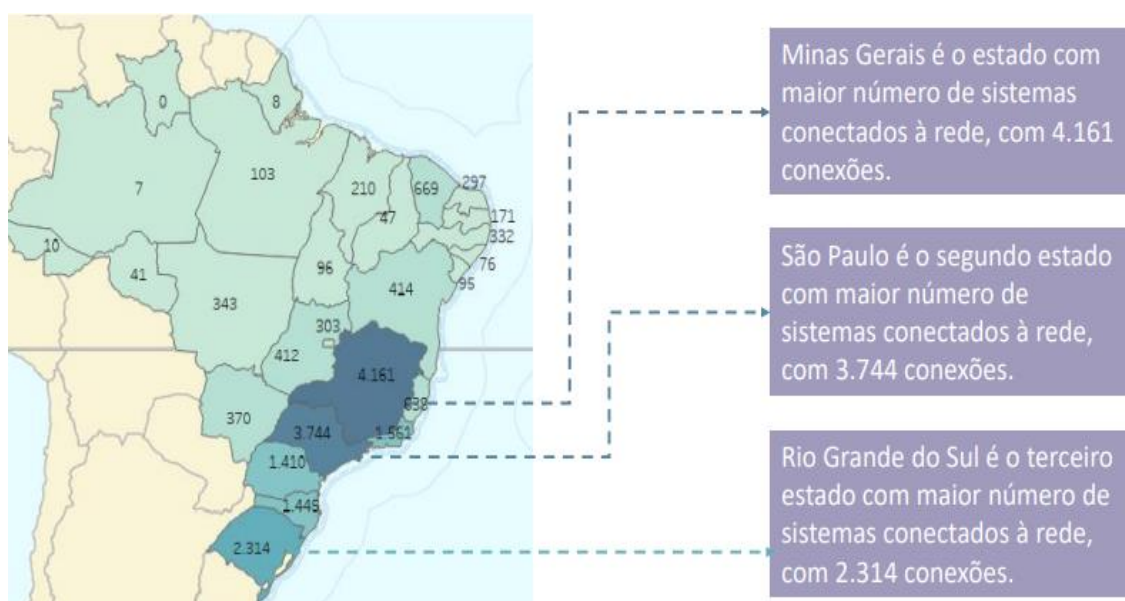 0
8
7
103
210
669
297
47
171
332
10
41
96
76
95
343
414
303
412
4.161
638
370
3.744
1.561
1.410
1.445
2.314
Minas Gerais é o estado com
maior número de sistemas
conectados à rede, com 4.161
conexões.
São Paulo é o segundo estado
com maior número de
sistemas conectados à rede,
com 3.744 conexões.
Rio Grande do Sul é o terceiro
estado com maior número de
sistemas conectados à rede,
com 2.314 conexões.